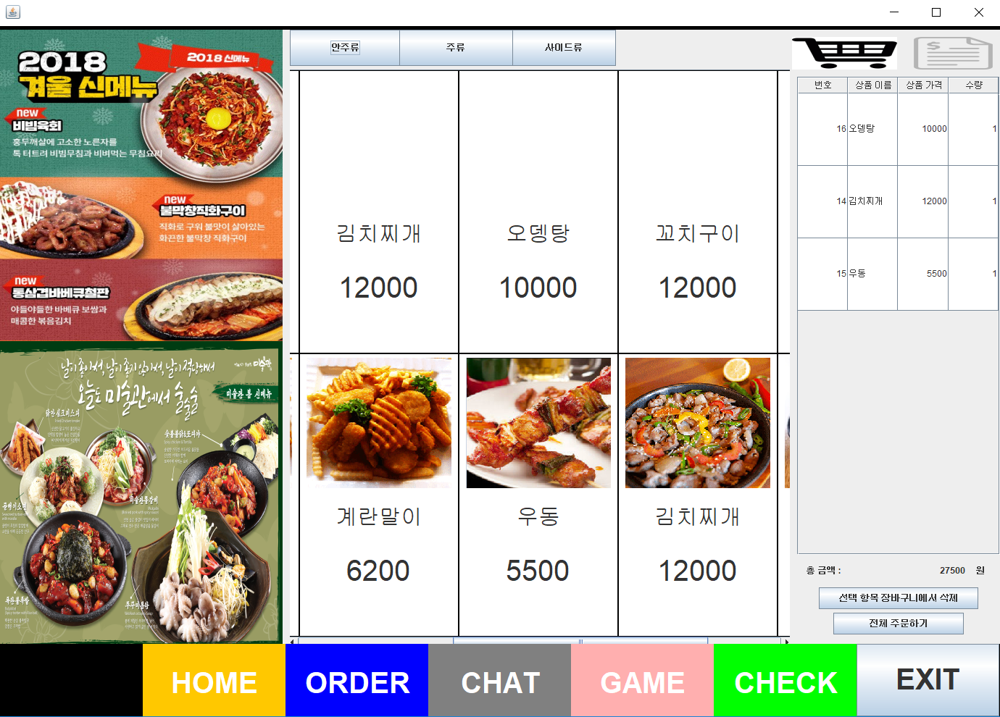 2018
겨울 신메뉴
2018 신메뉴
new
비빔육회
홍두깨살에 고소한 노른자를
톡 터트려 비빔무침과 비벼먹는 무침요리
new
불막창직화구이
직화로 구워 불맛이 살아있는
화끈한 불막창 직화구이
new
통삼겹바베큐철판
야들야들한 바베큐 보쌈과
매콤한 볶음김치
날이 좋아서, 날이 좋지 않아서, 날이 적당해서
오늘도 미술관에서 술술술
미술관 봄 신메뉴
안주류
주류
사이드류
김치찌개
12000
오뎅탕
10000
꼬치구이
12000
계란말이
6200
우동
5500
김치찌개
12000
번호 상품 이름 상품 가격 수량
16 오뎅탕 10000 1
14 김치찌개 12000 1
15 우동 5500 1
총 금액 : 27500 원
선택 항목 장바구니에서 삭제
전체 주문하기
HOME
ORDER
CHAT
GAME
CHECK
EXIT